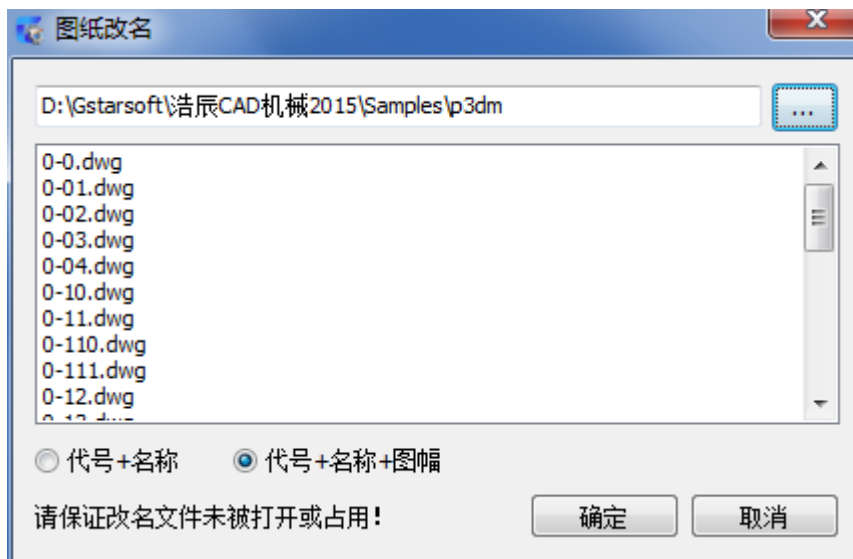 图纸改名
D:\Gstarsoft\浩辰CAD机械2015\Samples\p3dm
...
0-0.dwg
0-01.dwg
0-02.dwg
0-03.dwg
0-04.dwg
0-10.dwg
0-11.dwg
0-110.dwg
0-111.dwg
0-12.dwg
代号+名称 代号+名称+图幅
请保证改名文件未被打开或占用! 确定 取消